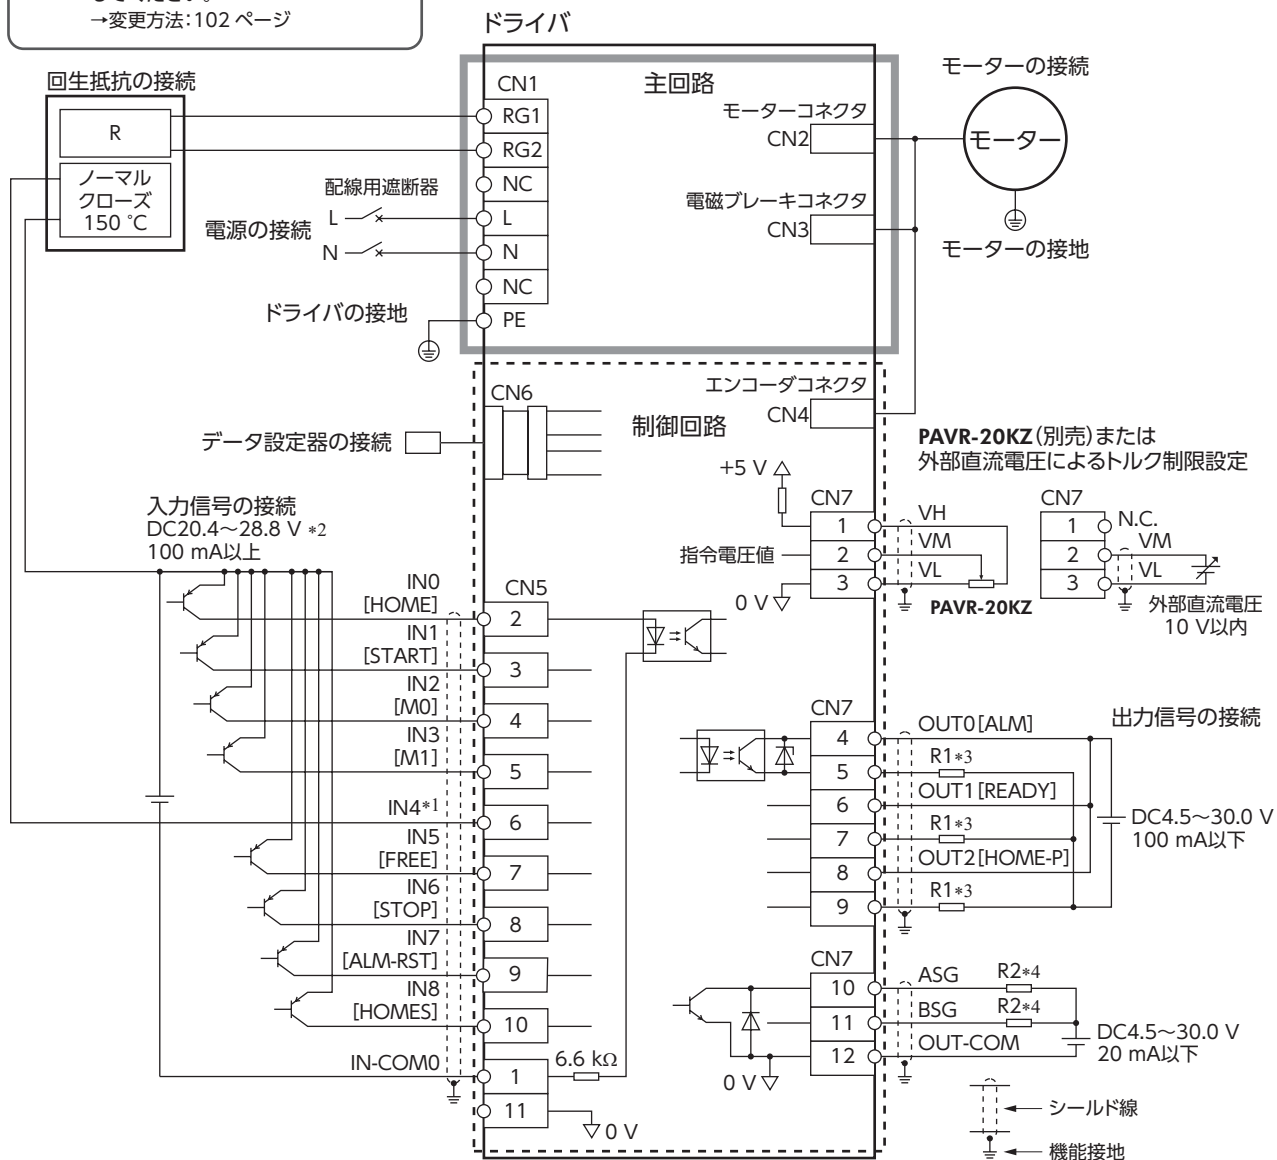 →変更方法：102 ページ
ドライバ
回生抵抗の接続
R
ノーマル
クローズ
150 ˚C
CN1
RG1
RG2
NC
L
N
NC
PE
主回路
モーターコネクタ
CN2
電磁ブレーキコネクタ
CN3
モーターの接続
モーター
モーターの接地
配線用遮断器
電源の接続
L
N
ドライバの接地
CN6
データ設定器の接続
制御回路
エンコーダコネクタ
CN4
PAVR-20KZ（別売）または
外部直流電圧によるトルク制限設定
+5 V
CN7
1
2
3
指令電圧値
0 V
VH
VM
VL
PAVR-20KZ
CN7
1
2
3
N.C.
VM
VL
外部直流電圧
10 V以内
入力信号の接続
DC20.4～28.8 V *2
100 mA以上
CN5
IN0
[HOME]
2
IN1
[START]
3
IN2
[M0]
4
IN3
[M1]
5
IN4*1
6
IN5
[FREE]
7
IN6
[STOP]
8
IN7
[ALM-RST]
9
IN8
[HOMES]
10
IN-COM0
1
6.6 kΩ
11
0 V
CN7
出力信号の接続
4
OUT0 [ALM]
5
R1*3
6
OUT1 [READY]
7
R1*3
8
OUT2 [HOME-P]
9
R1*3
DC4.5～30.0 V
100 mA以下
CN7
10
ASG
R2*4
11
BSG
R2*4
12
OUT-COM
0 V
DC4.5～30.0 V
20 mA以下
シールド線
機能接地